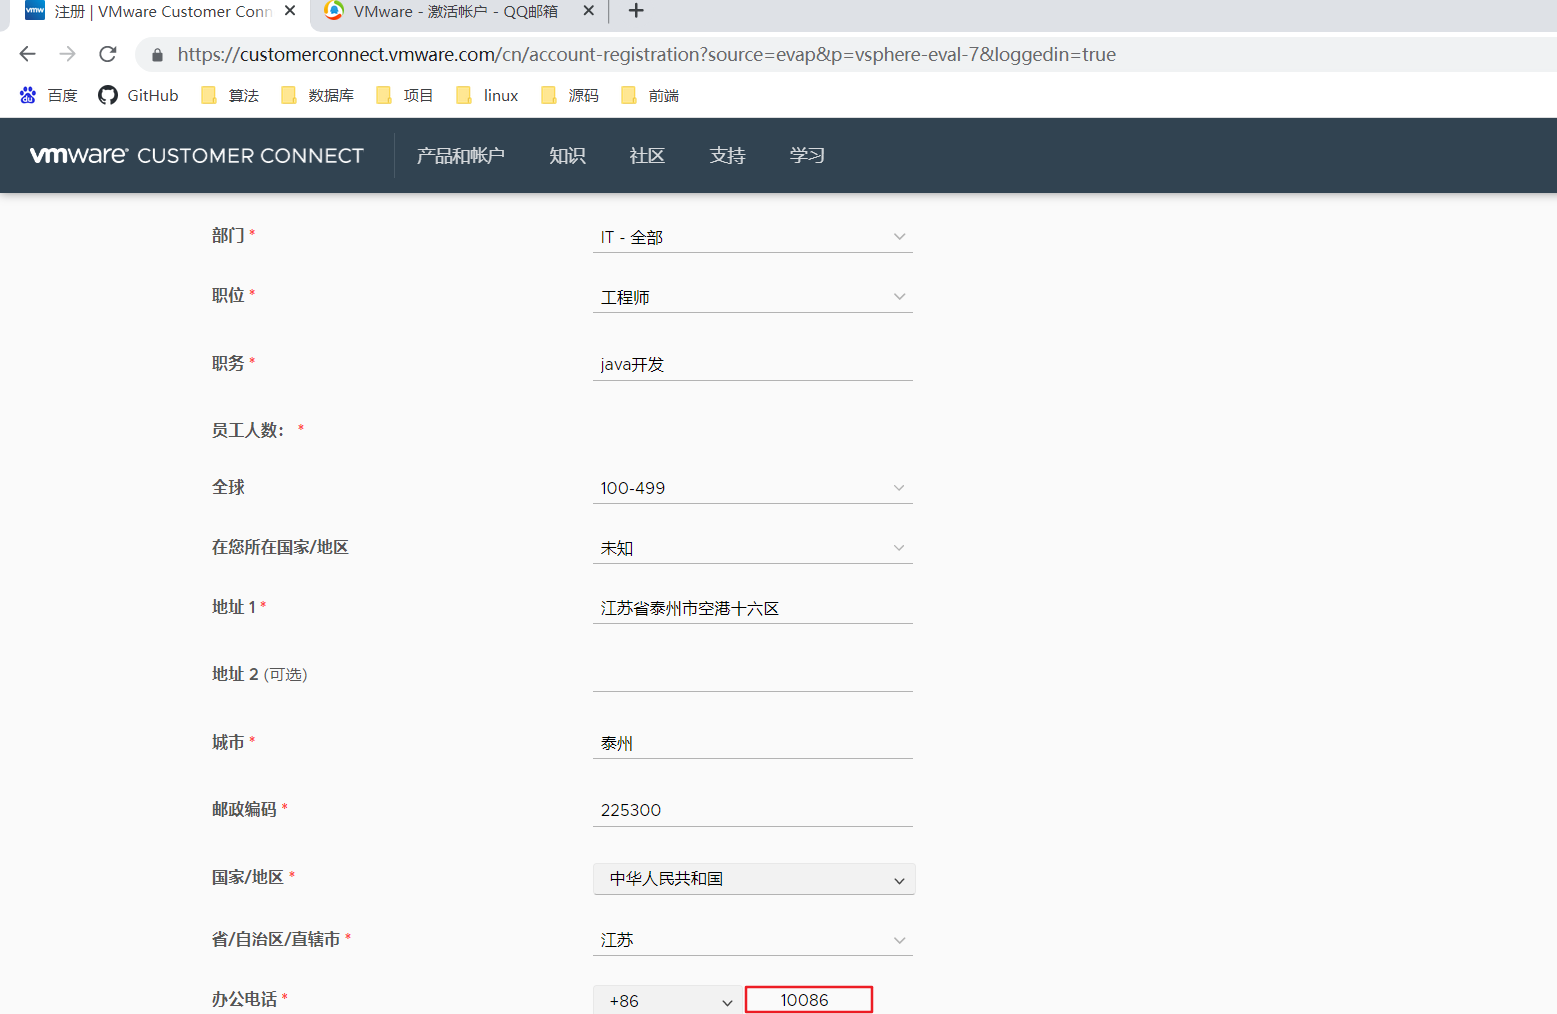 注册 | VMware Customer Conn
VMware - 激活帐户 - QQ邮箱
https://customerconnect.vmware.com/cn/account-registration?source=evap&p=vsphere-eval-7&loggedin=true
百度 GitHub 算法 数据库 项目 linux 源码 前端
vmware CUSTOMER CONNECT 产品和帐户 知识 社区 支持 学习
部门 * IT - 全部
职位 * 工程师
职务 * java开发
员工人数： *
全球 100-499
在您所在国家/地区 未知
地址 1 * 江苏省泰州市空港十六区
地址 2 (可选)
城市 * 泰州
邮政编码 * 225300
国家/地区 * 中华人民共和国
省/自治区/直辖市 * 江苏
办公电话 * +86 10086